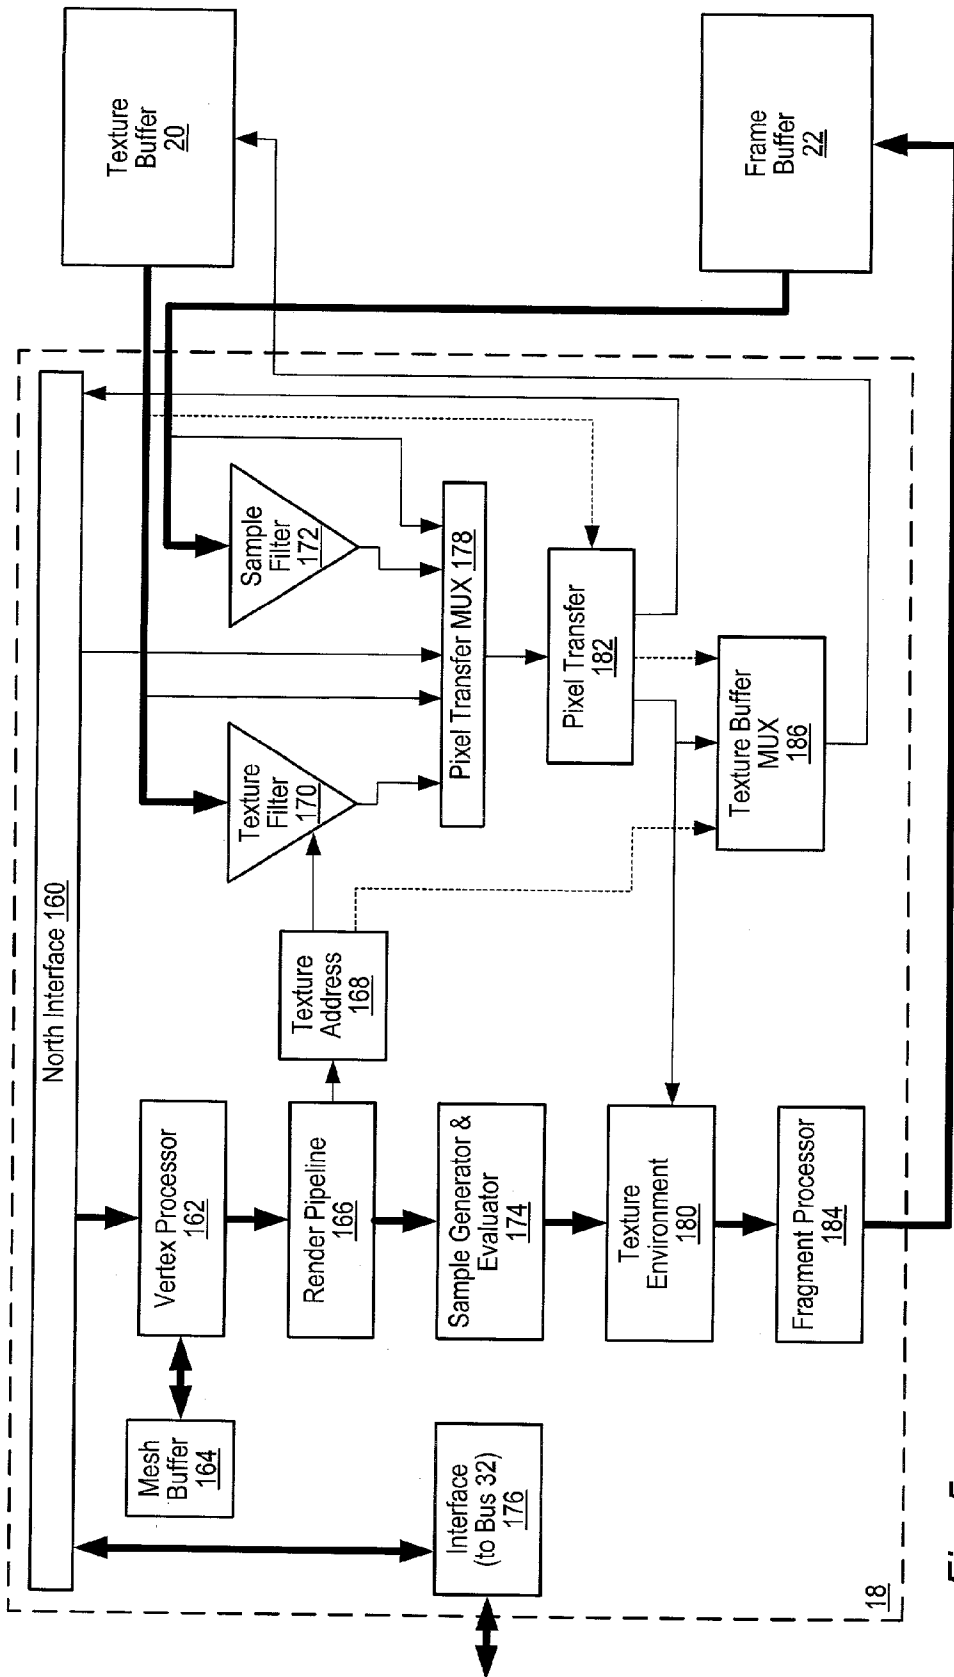 North Interface 160
Texture
Buffer
20
Vertex Processor
162
Mesh
Buffer
164
Render Pipeline
166
Texture
Address
168
Texture
Filter
170
Sample
Filter
172
Interface
(to Bus 32)
176
Sample Generator &
Evaluator
174
Pixel Transfer MUX 178
Texture
Environment
180
Pixel Transfer
182
Fragment Processor
184
Texture Buffer
MUX
186
Frame
Buffer
22
18